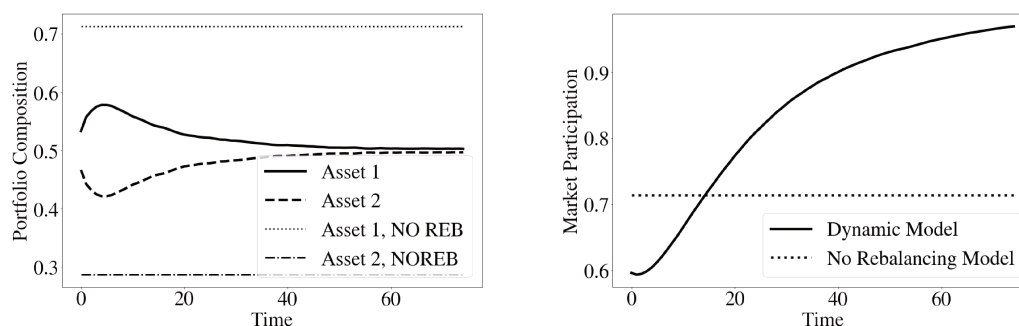 Portfolio Composition
0.7
0.6
0.5
0.4
0.3
Asset 1
Asset 2
Asset 1, NO REB
Asset 2, NOREB
0 20 40 60
Time
Market Participation
0.9
0.8
0.7
0.6
Dynamic Model
No Rebalancing Model
0 20 40 60
Time